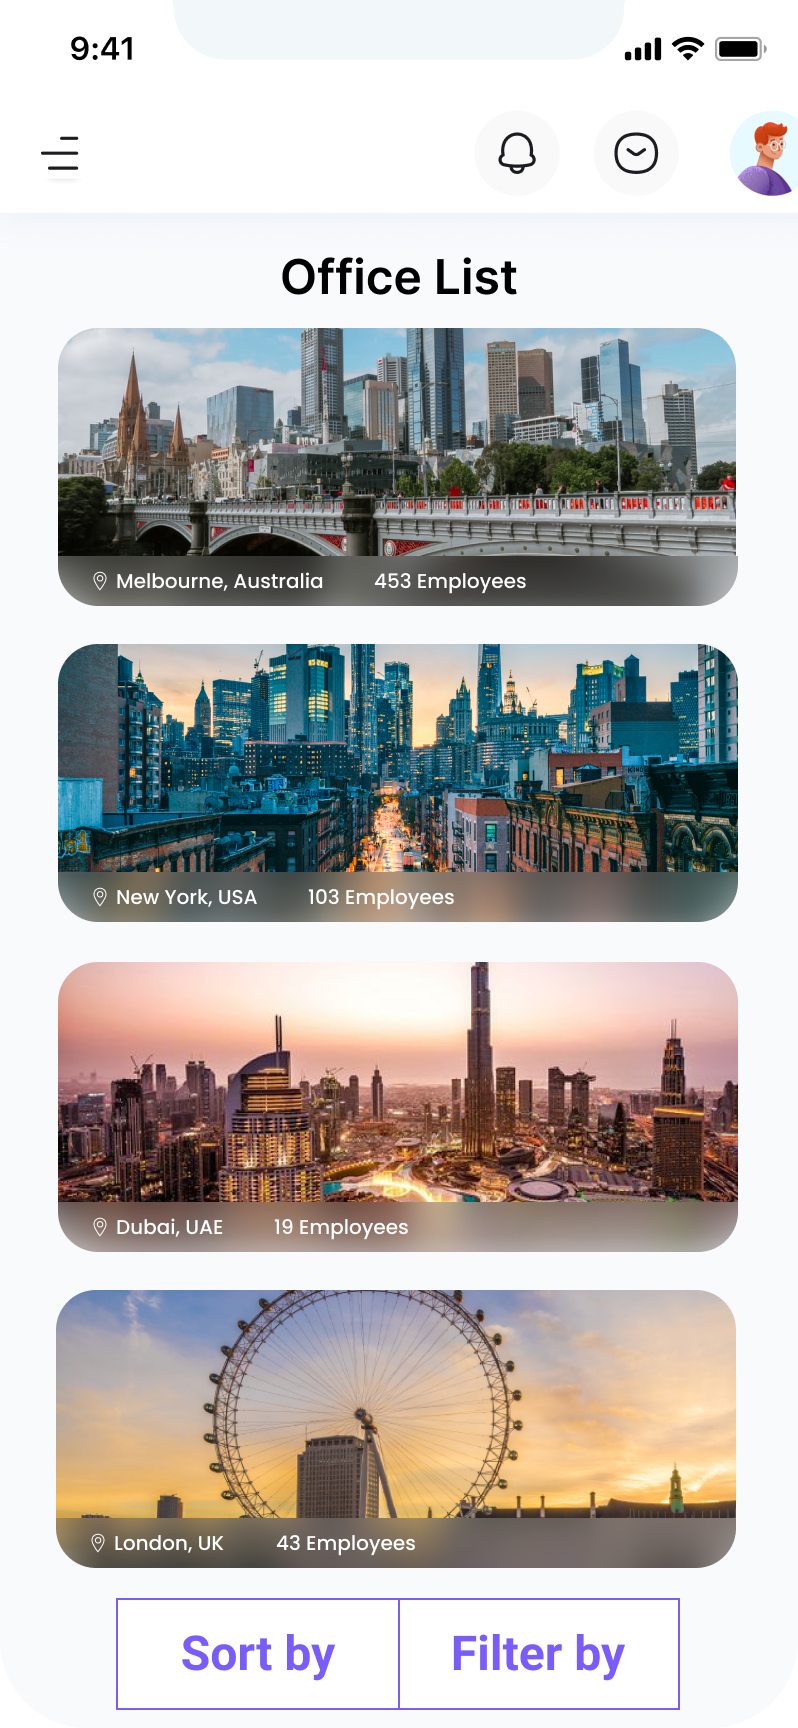 9:41
Office List
Melbourne, Australia 453 Employees
New York, USA 103 Employees
Dubai, UAE 19 Employees
London, UK 43 Employees
Sort by Filter by